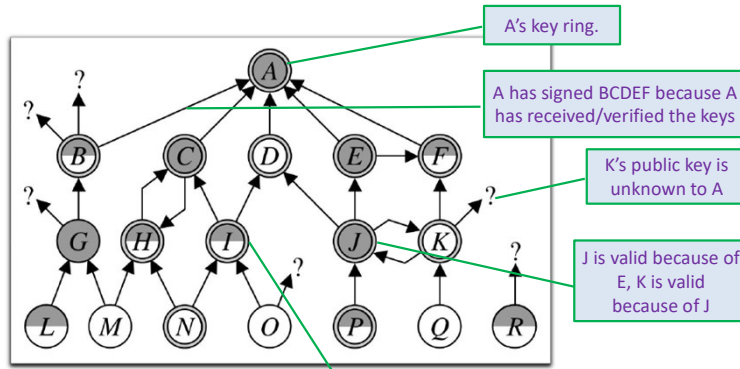 A's key ring.
A
?
?
A has signed BCDEF because A
has received/verified the keys
?
B
C
D
E
F
K's public key is
unknown to A
?
?
G
H
I
J
K
?
J is valid because of
E, K is valid
because of J
?
L
M
N
O
P
Q
R